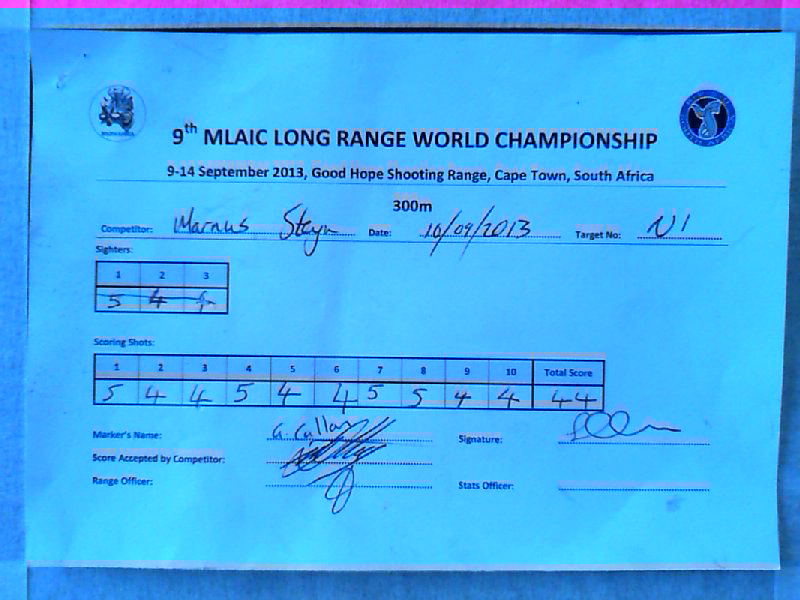 9th MLAIC LONG RANGE WORLD CHAMPIONSHIP
9-14 September 2013, Good Hope Shooting Range, Cape Town, South Africa
300m
Competitor: Marnus Steyn Date: 10/09/2013 Target No: N1
Sighters:
1 2 3
5 4 4
Scoring Shots:
1 2 3 4 5 6 7 8 9 10 Total Score
5 4 4 5 4 4 5 5 4 4 44
Marker's Name: G. Cullan Signature:
Score Accepted by Competitor:
Range Officer: Stats Officer: